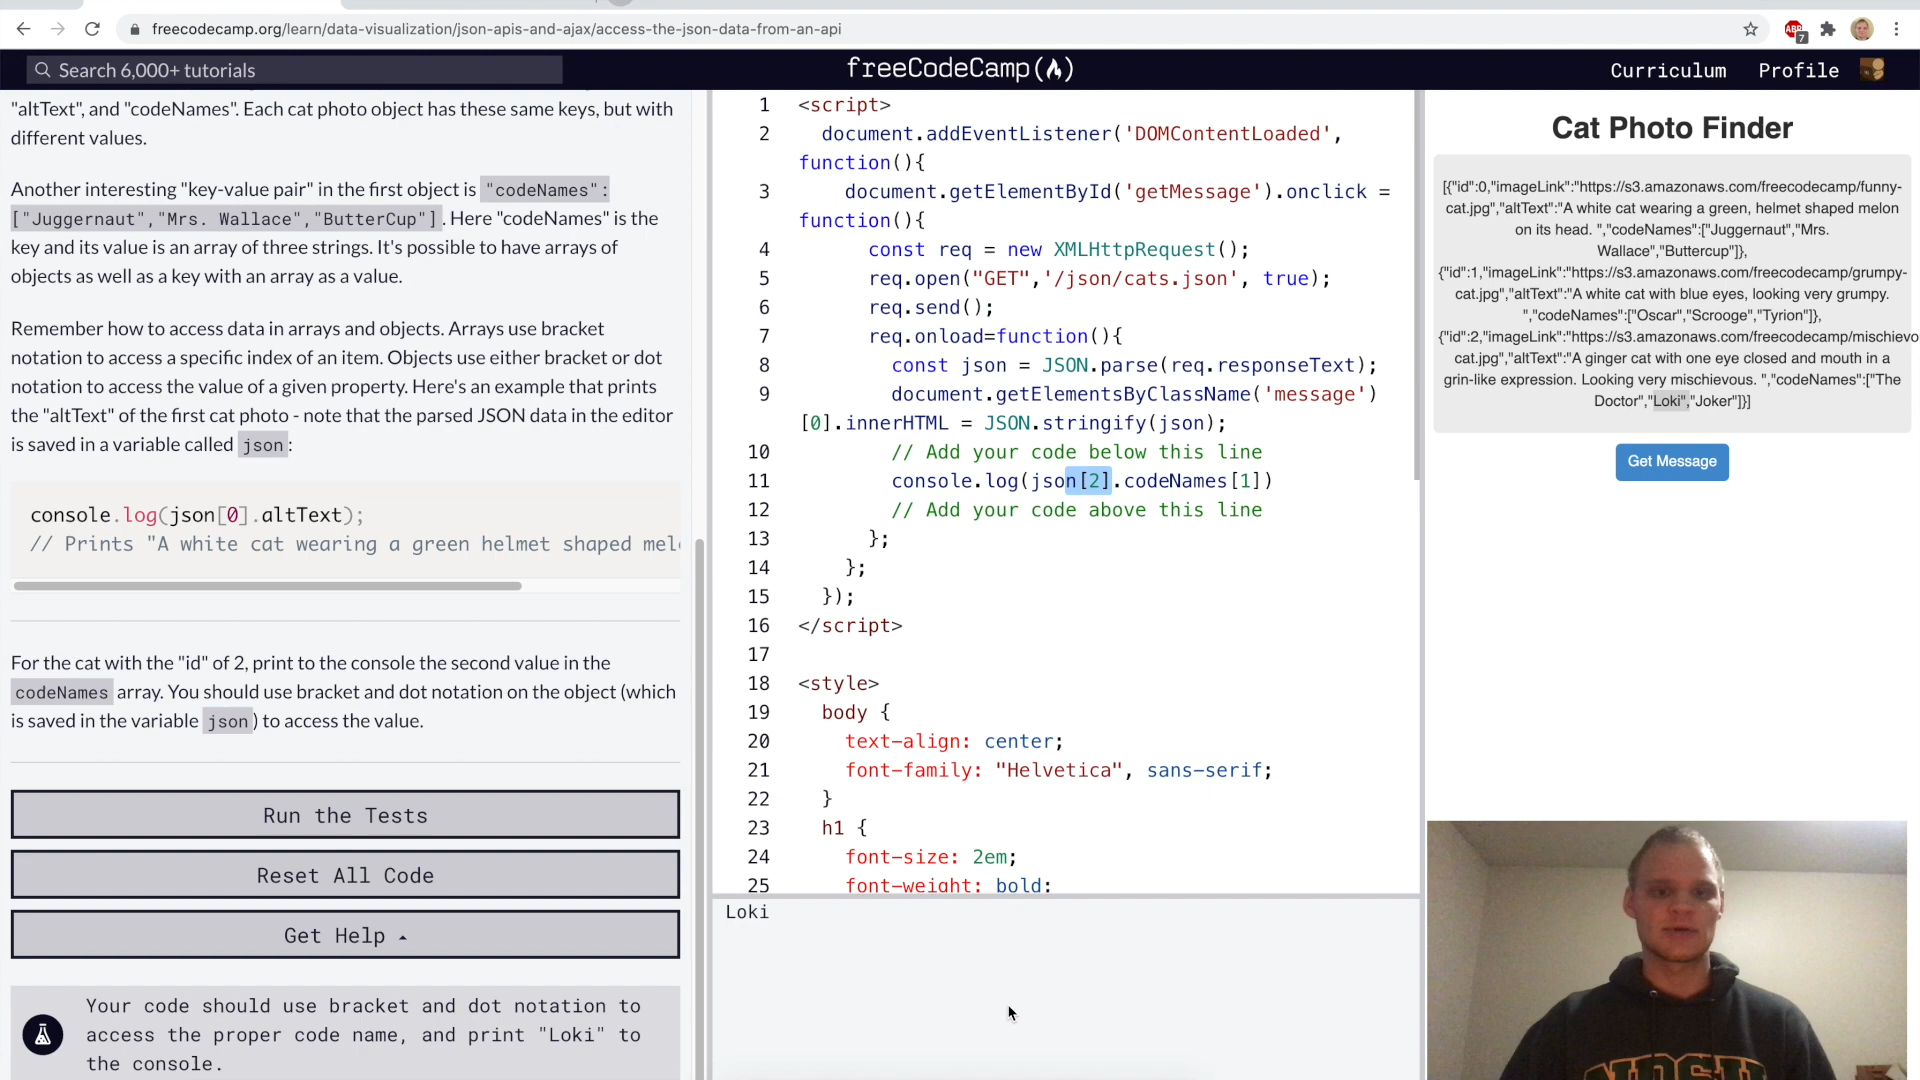 freecodecamp.org/learn/data-visualization/json-apis-and-ajax/access-the-json-data-from-an-api
ABP
7
Search 6,000+ tutorials
freeCodeCamp
Curriculum
Profile
"altText", and "codeNames". Each cat photo object has these same keys, but with
different values.
Another interesting "key-value pair" in the first object is "codeNames":
["Juggernaut","Mrs. Wallace","ButterCup"]. Here "codeNames" is the
key and its value is an array of three strings. It's possible to have arrays of
objects as well as a key with an array as a value.
Remember how to access data in arrays and objects. Arrays use bracket
notation to access a specific index of an item. Objects use either bracket or dot
notation to access the value of a given property. Here's an example that prints
the "altText" of the first cat photo - note that the parsed JSON data in the editor
is saved in a variable called json:
console.log(json[0].altText);
// Prints "A white cat wearing a green helmet shaped mel
For the cat with the "id" of 2, print to the console the second value in the
codeNames array. You should use bracket and dot notation on the object (which
is saved in the variable json) to access the value.
Run the Tests
Reset All Code
Get Help
Your code should use bracket and dot notation to
access the proper code name, and print "Loki" to
the console.
1 <script>
2 document.addEventListener('DOMContentLoaded',
function(){
3 document.getElementById('getMessage').onclick =
function(){
4 const req = new XMLHttpRequest();
5 req.open("GET",'/json/cats.json', true);
6 req.send();
7 req.onload=function(){
8 const json = JSON.parse(req.responseText);
9 document.getElementsByClassName('message')
[0].innerHTML = JSON.stringify(json);
10 // Add your code below this line
11 console.log(json[2].codeNames[1])
12 // Add your code above this line
13 };
14 };
15 });
16 </script>
17
18 <style>
19 body {
20 text-align: center;
21 font-family: "Helvetica", sans-serif;
22 }
23 h1 {
24 font-size: 2em;
25 font-weight: bold;
Loki
Cat Photo Finder
[{"id":0,"imageLink":"https://s3.amazonaws.com/freecodecamp/funny-
cat.jpg","altText":"A white cat wearing a green, helmet shaped melon
on its head. ","codeNames":["Juggernaut","Mrs.
Wallace","Buttercup"]},
{"id":1,"imageLink":"https://s3.amazonaws.com/freecodecamp/grumpy-
cat.jpg","altText":"A white cat with blue eyes, looking very grumpy.
","codeNames":["Oscar","Scrooge","Tyrion"]},
{"id":2,"imageLink":"https://s3.amazonaws.com/freecodecamp/mischievo
cat.jpg","altText":"A ginger cat with one eye closed and mouth in a
grin-like expression. Looking very mischievous. ","codeNames":["The
Doctor","Loki","Joker"]}]
Get Message